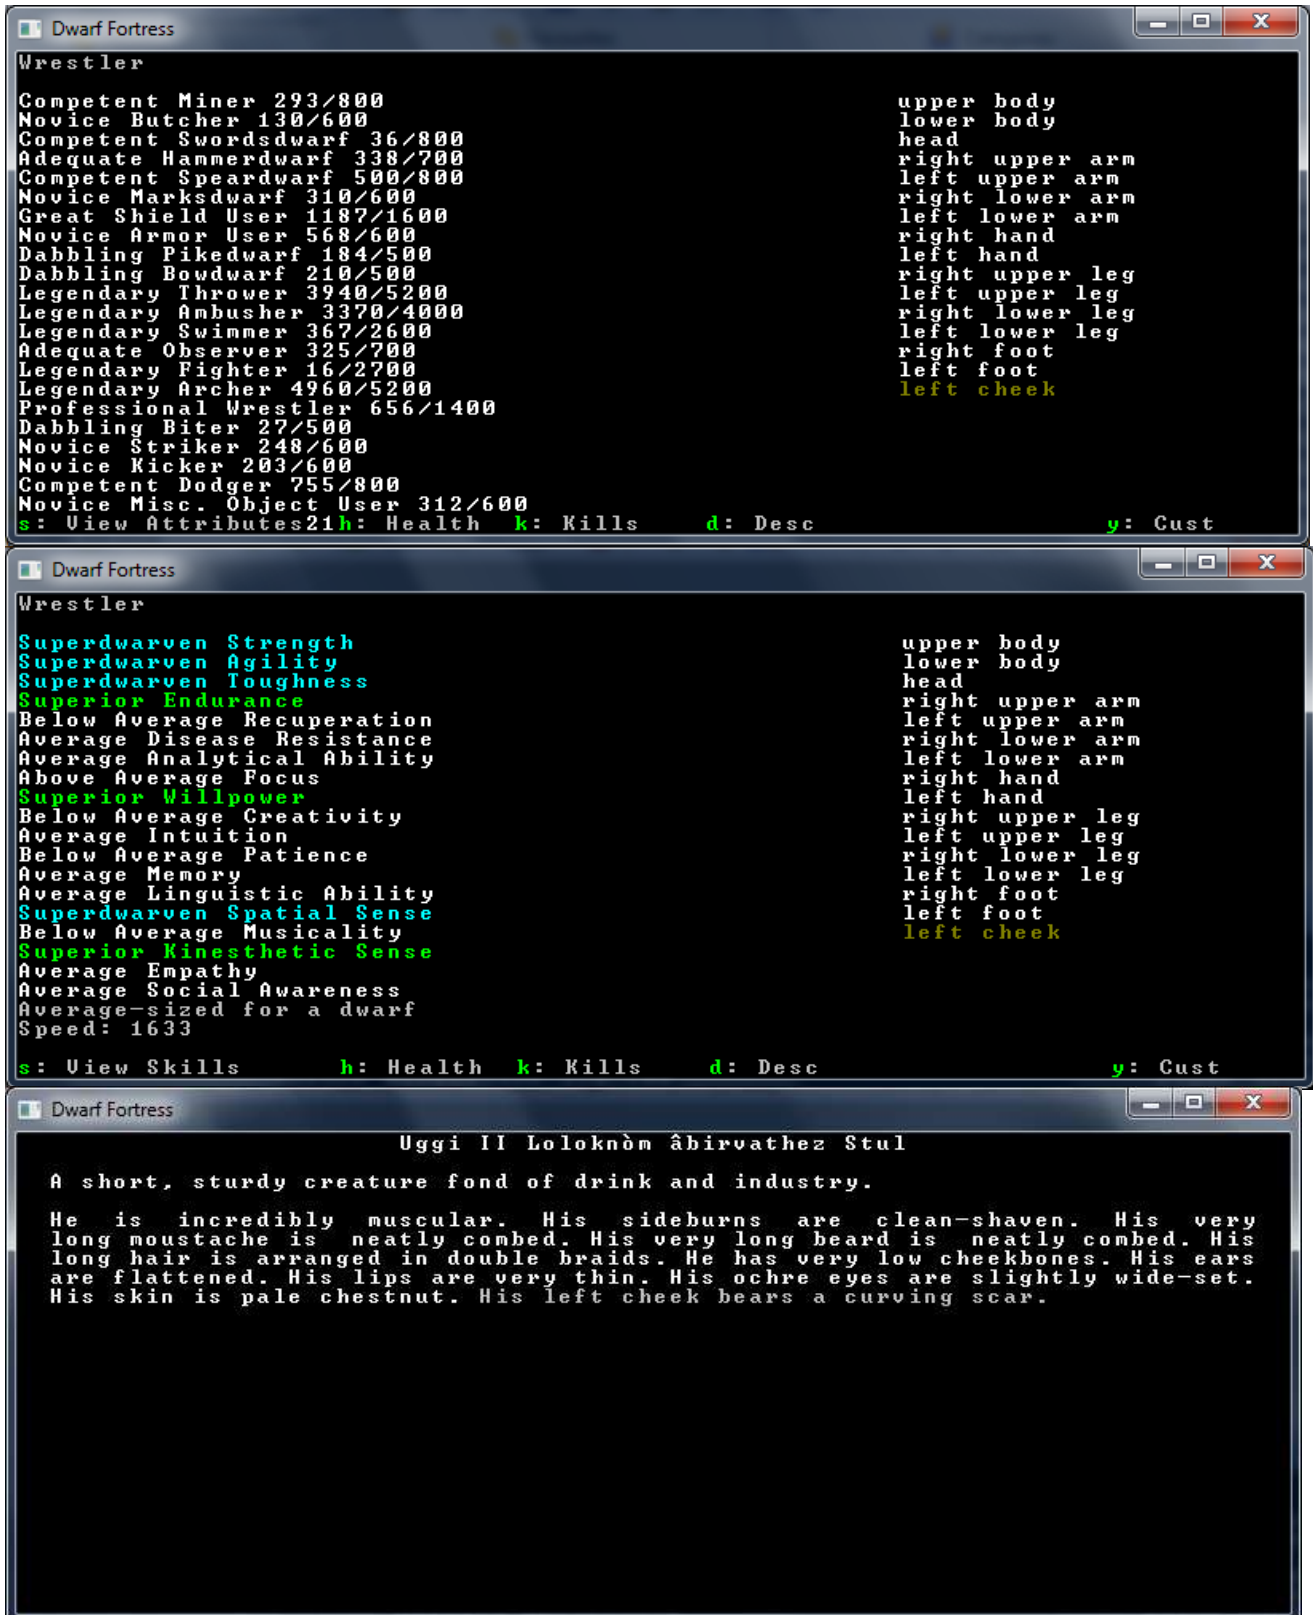 Dwarf Fortress
Wrestler
Competent Miner 293/800 upper body
Novice Butcher 130/600 lower body
Competent Swordsdwarf 36/800 head
Adequate Hammerdwarf 338/700 right upper arm
Competent Speardwarf 500/800 left upper arm
Novice Marksdwarf 310/600 right lower arm
Great Shield User 1187/1600 left lower arm
Novice Armor User 568/600 right hand
Dabbling Pikedwarf 184/500 left hand
Dabbling Bowdwarf 210/500 right upper leg
Legendary Thrower 3940/5200 left upper leg
Legendary Ambusher 3370/4000 right lower leg
Legendary Swimmer 367/2600 left lower leg
Adequate Observer 325/700 right foot
Legendary Fighter 16/2700 left foot
Legendary Archer 4960/5200 left cheek
Professional Wrestler 656/1400
Dabbling Biter 27/500
Novice Striker 248/600
Novice Kicker 203/600
Competent Dodger 755/800
Novice Misc. Object User 312/600
s: View Attributes21h: Health k: Kills d: Desc y: Cust
Dwarf Fortress
Wrestler
Superdwarven Strength upper body
Superdwarven Agility lower body
Superdwarven Toughness head
Superior Endurance right upper arm
Below Average Recuperation left upper arm
Average Disease Resistance right lower arm
Average Analytical Ability left lower arm
Above Average Focus right hand
Superior Willpower left hand
Below Average Creativity right upper leg
Average Intuition left upper leg
Below Average Patience right lower leg
Average Memory left lower leg
Average Linguistic Ability right foot
Superdwarven Spatial Sense left foot
Below Average Musicality left cheek
Superior Kinesthetic Sense
Average Empathy
Average Social Awareness
Average-sized for a dwarf
Speed: 1633
s: View Skills h: Health k: Kills d: Desc y: Cust
Dwarf Fortress
Uggi II Loloknòm âbirvathez Stul
A short, sturdy creature fond of drink and industry.
He is incredibly muscular. His sideburns are clean-shaven. His very
long moustache is neatly combed. His very long beard is neatly combed. His
long hair is arranged in double braids. He has very low cheekbones. His ears
are flattened. His lips are very thin. His ochre eyes are slightly wide-set.
His skin is pale chestnut. His left cheek bears a curving scar.